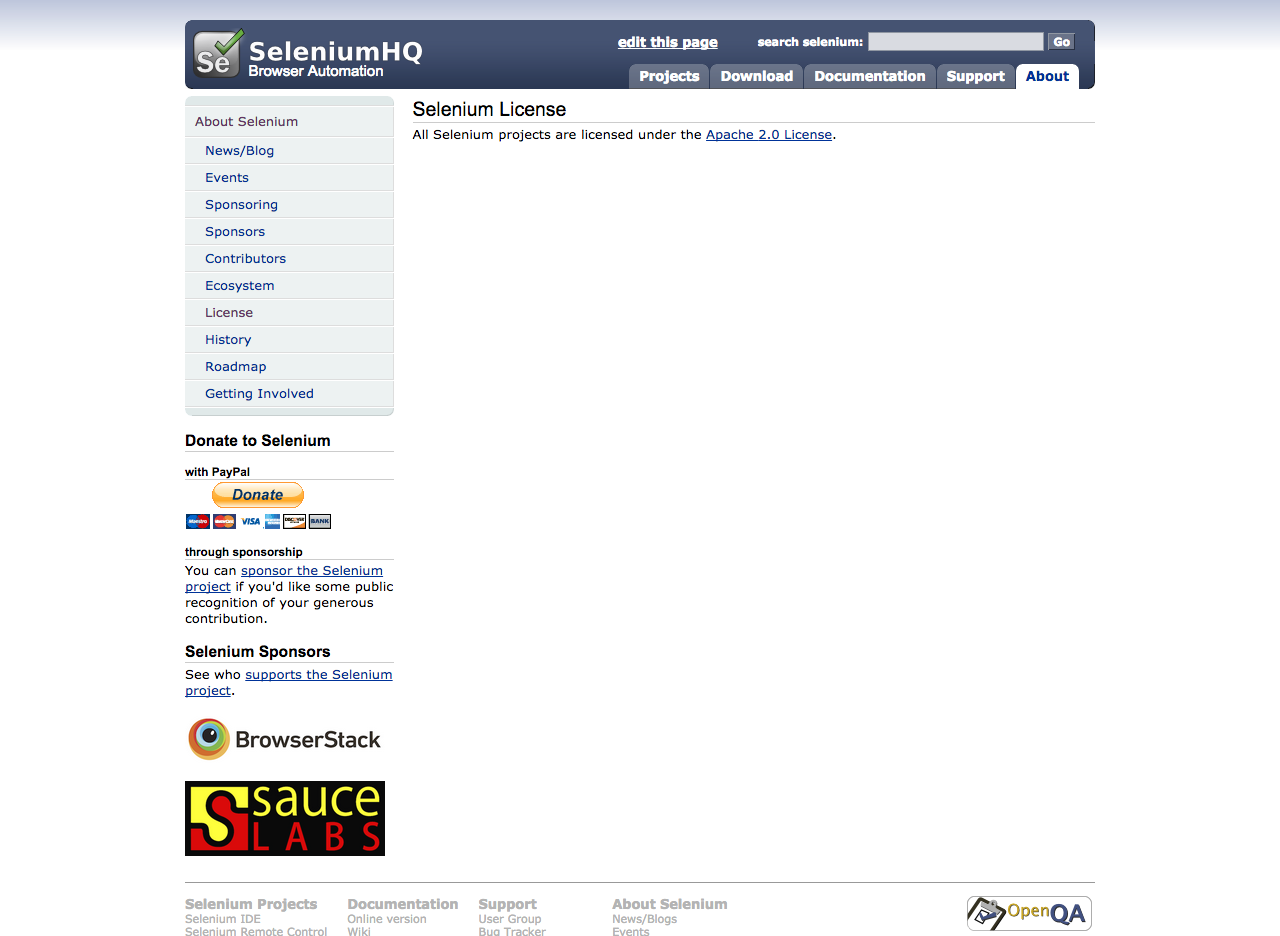 Se
SeleniumHQ
Browser Automation
edit this page
search selenium:
Go
Projects
Download
Documentation
Support
About
About Selenium
News/Blog
Events
Sponsoring
Sponsors
Contributors
Ecosystem
License
History
Roadmap
Getting Involved
Selenium License
All Selenium projects are licensed under the Apache 2.0 License.
Donate to Selenium
with PayPal
Donate
Maestro MasterCard VISA DISCOVER BANK
through sponsorship
You can sponsor the Selenium
project if you'd like some public
recognition of your generous
contribution.
Selenium Sponsors
See who supports the Selenium
project.
BrowserStack
sauce
LABS
Selenium Projects
Selenium IDE
Selenium Remote Control
Documentation
Online version
Wiki
Support
User Group
Bug Tracker
About Selenium
News/Blogs
Events
OpenQA